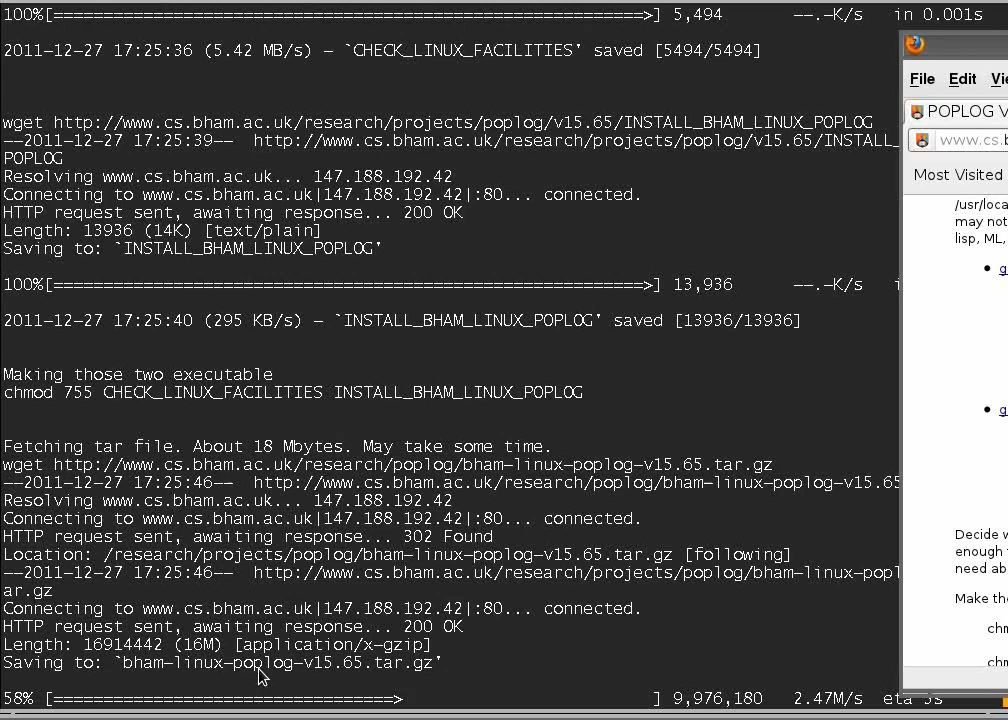 100%[===========================================================>] 5,494       --.-K/s   in 0.001s
2011-12-27 17:25:36 (5.42 MB/s) - `CHECK_LINUX_FACILITIES' saved [5494/5494]
wget http://www.cs.bham.ac.uk/research/projects/poplog/v15.65/INSTALL_BHAM_LINUX_POPLOG
--2011-12-27 17:25:39--  http://www.cs.bham.ac.uk/research/projects/poplog/v15.65/INSTALL_
POPLOG
Resolving www.cs.bham.ac.uk... 147.188.192.42
Connecting to www.cs.bham.ac.uk|147.188.192.42|:80... connected.
HTTP request sent, awaiting response... 200 OK
Length: 13936 (14K) [text/plain]
Saving to: `INSTALL_BHAM_LINUX_POPLOG'
100%[===========================================================>] 13,936      --.-K/s   i
2011-12-27 17:25:40 (295 KB/s) - `INSTALL_BHAM_LINUX_POPLOG' saved [13936/13936]
Making those two executable
chmod 755 CHECK_LINUX_FACILITIES INSTALL_BHAM_LINUX_POPLOG
Fetching tar file. About 18 Mbytes. May take some time.
wget http://www.cs.bham.ac.uk/research/poplog/bham-linux-poplog-v15.65.tar.gz
--2011-12-27 17:25:46--  http://www.cs.bham.ac.uk/research/poplog/bham-linux-poplog-v15.65
Resolving www.cs.bham.ac.uk... 147.188.192.42
Connecting to www.cs.bham.ac.uk|147.188.192.42|:80... connected.
HTTP request sent, awaiting response... 302 Found
Location: /research/projects/poplog/bham-linux-poplog-v15.65.tar.gz [following]
--2011-12-27 17:25:46--  http://www.cs.bham.ac.uk/research/projects/poplog/bham-linux-popl
ar.gz
Connecting to www.cs.bham.ac.uk|147.188.192.42|:80... connected.
HTTP request sent, awaiting response... 200 OK
Length: 16914442 (16M) [application/x-gzip]
Saving to: `bham-linux-poplog-v15.65.tar.gz'
58% [==================================>                         ] 9,976,180   2.47M/s  eta 3s
File Edit Vi
POPLOG V
www.cs.b
Most Visited
/usr/loca
may not
lisp, ML,
g
g
Decide w
enough
need ab
Make the
chm
chm